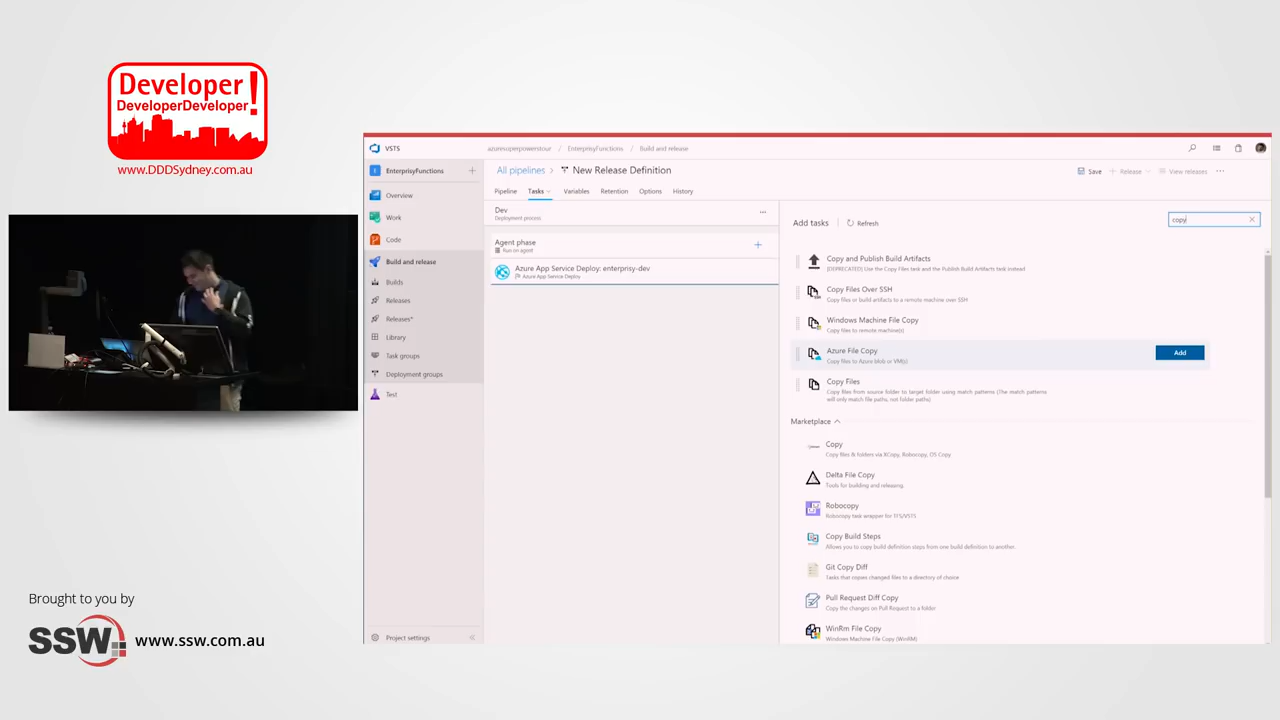 Developer!
DeveloperDeveloper!
www.DDDSydney.com.au
Brought to you by
SSW
www.ssw.com.au
VSTS
azuresuperpowerstour / EnterprisyFunctions / Build and release
EnterprisyFunctions
Overview
Work
Code
Build and release
Builds
Releases
Releases*
Library
Task groups
Deployment groups
Test
Project settings
All pipelines > New Release Definition
Save + Release View releases ...
Pipeline Tasks Variables Retention Options History
Dev
Deployment process
Agent phase
Run on agent
Azure App Service Deploy: enterprisy-dev
Azure App Service Deploy
Add tasks Refresh
copy
Copy and Publish Build Artifacts
[DEPRECATED] Use the Copy Files task and the Publish Build Artifacts task instead
Copy Files Over SSH
Copy files or build artifacts to a remote machine over SSH
Windows Machine File Copy
Copy files to remote machine(s)
Azure File Copy
Copy files to Azure blob or VM(s)
Add
Copy Files
Copy files from source folder to target folder using match patterns (The match patterns
will only match file paths, not folder paths)
Marketplace
Copy
Copy files & folders via XCopy, Robocopy, OS Copy
Delta File Copy
Tools for building and releasing.
Robocopy
Robocopy task wrapper for TFS/VSTS
Copy Build Steps
Allows you to copy build definition steps from one build definition to another.
Git Copy Diff
Tasks that copies changed files to a directory of choice
Pull Request Diff Copy
Copy the changes on Pull Request to a folder
WinRm File Copy
Windows Machine File Copy (WinRM)